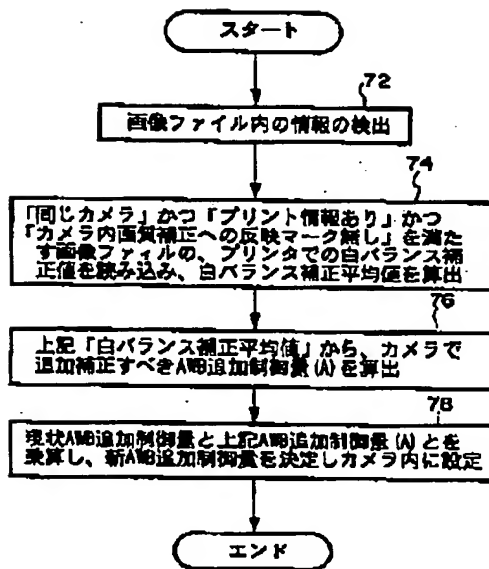 スタート
72
画像ファイル内の情報の検出
74
「同じカメラ」かつ「プリント情報あり」かつ
「カメラ内画質補正への反映マーク無し」を満た
す画像ファイルの、プリンタでの白バランス補
正値を読み込み、白バランス補正平均値を算出
76
上記「白バランス補正平均値」から、カメラで
追加補正すべきAWB追加制御量(A)を算出
78
現状AWB追加制御量と上記AWB追加制御量(A)とを
乗算し、新AWB追加制御量を決定しカメラ内に設定
エンド